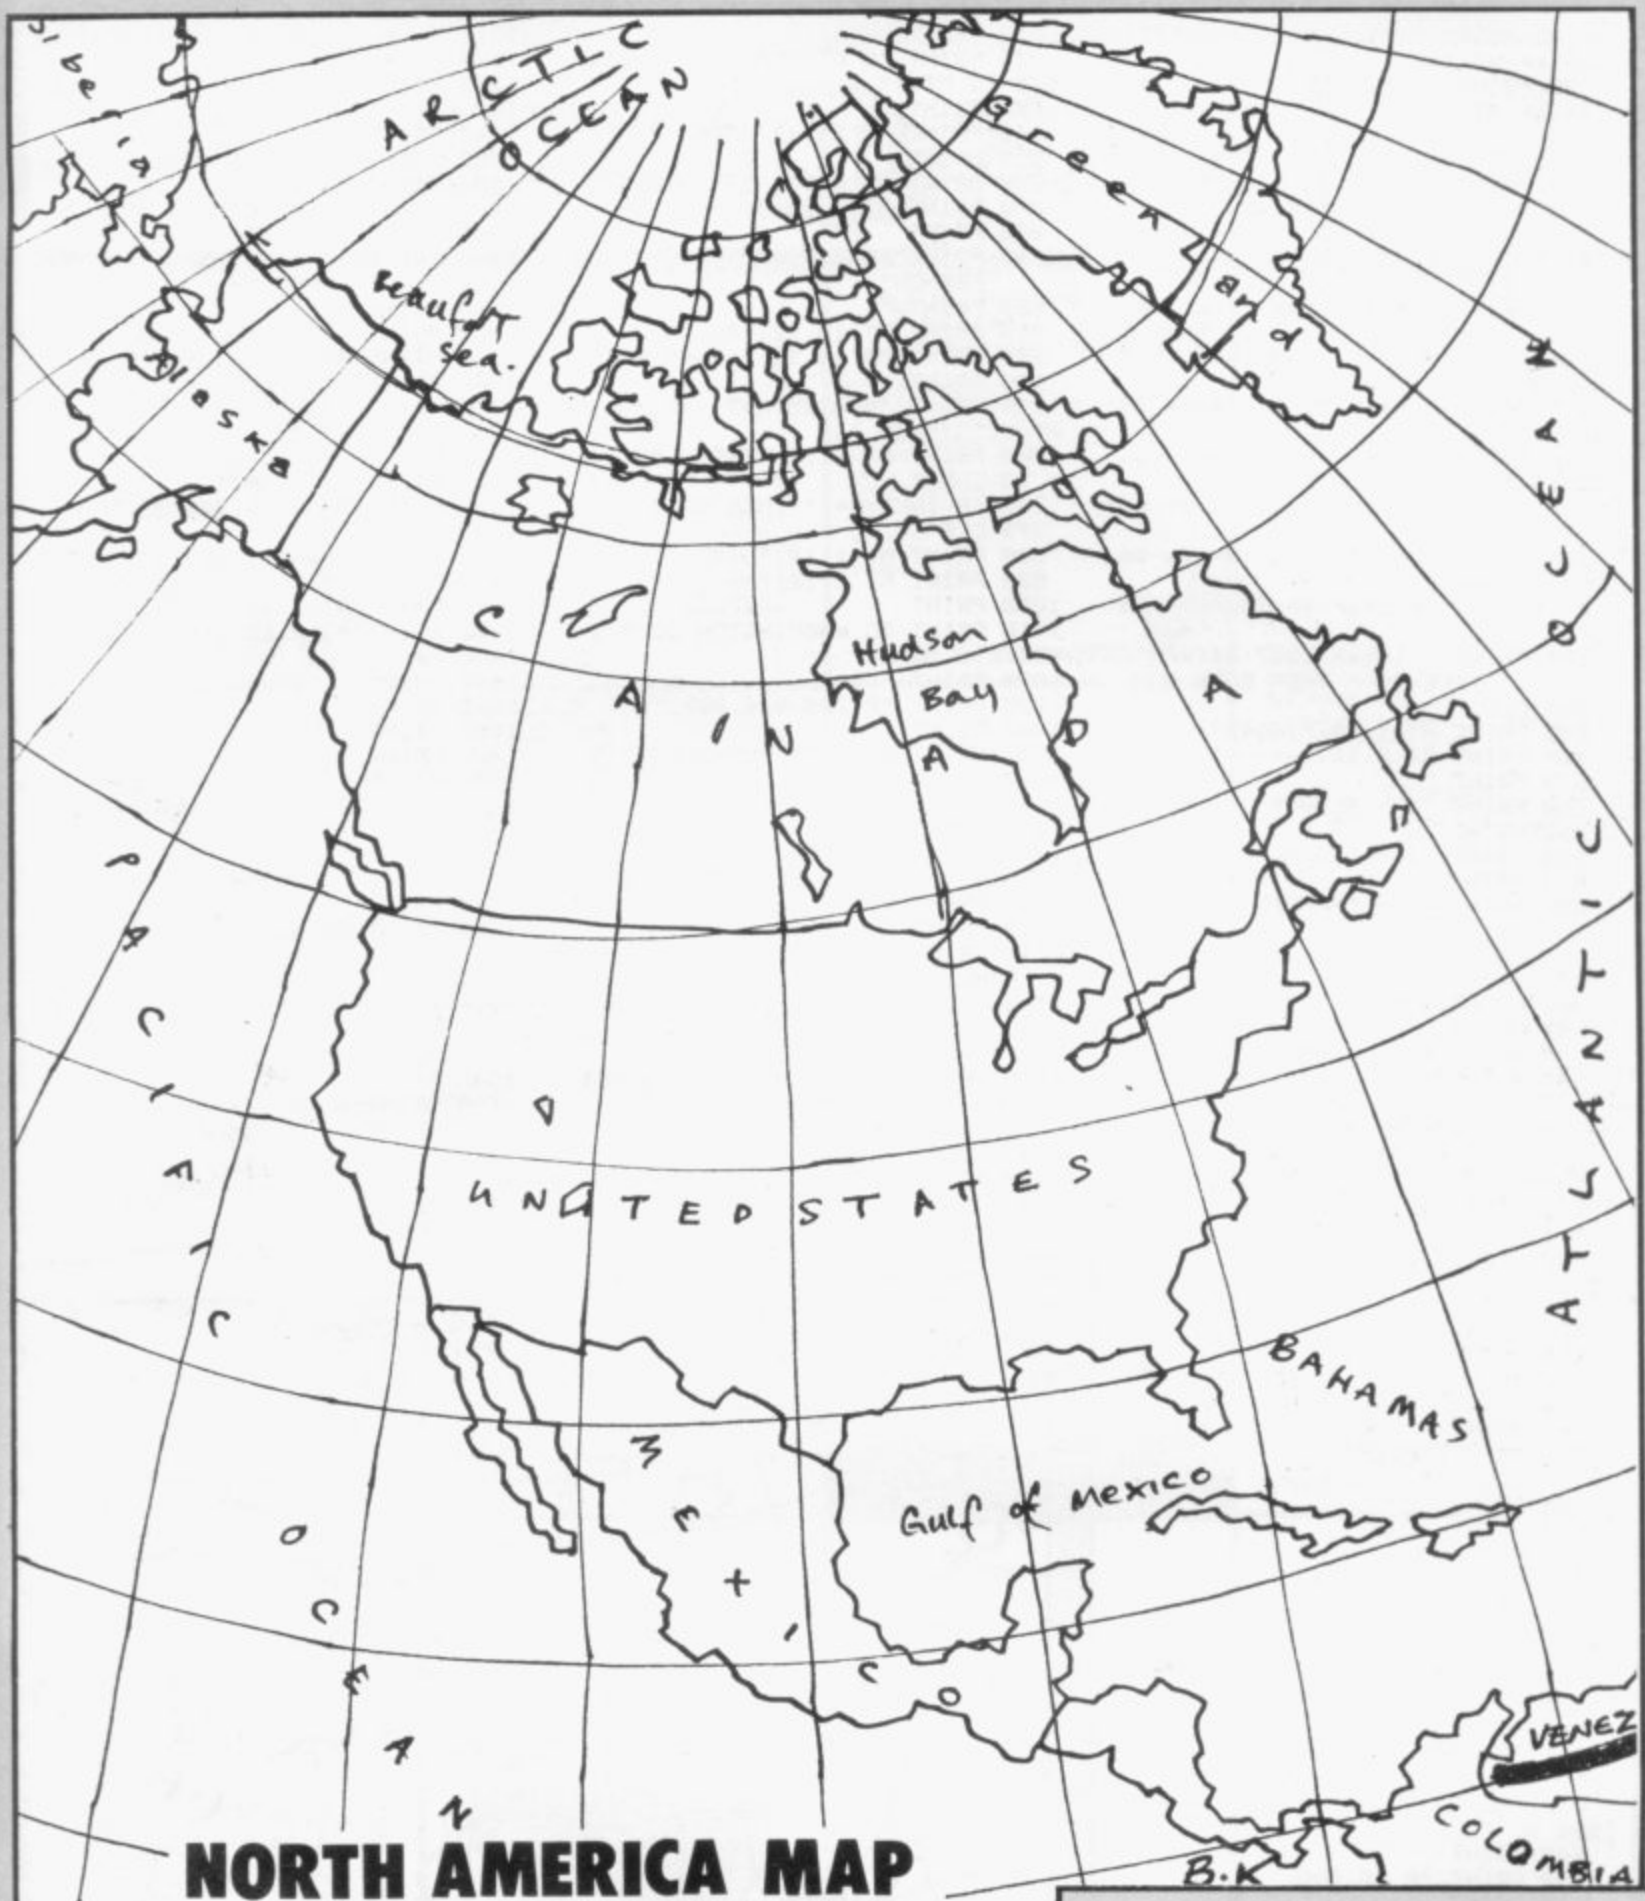 Siberia
ARCTIC
OCEAN
Greenland
Beaufort
Sea.
Alaska
CANADA
Hudson
Bay
PACIFIC
OCEAN
ATLANTIC
OCEAN
UNITED STATES
BAHAMAS
Gulf of Mexico
MEXICO
VENEZ
COLOMBIA
B.K
NORTH AMERICA MAP